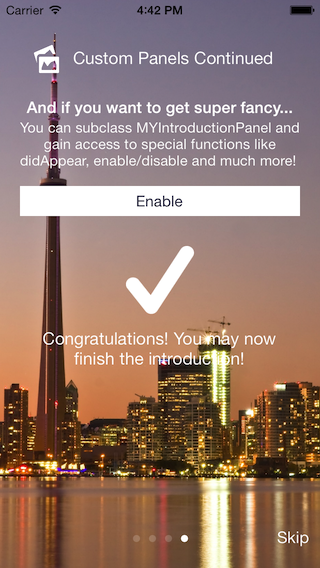 Carrier 4:42 PM
Custom Panels Continued
And if you want to get super fancy...
You can subclass MYIntroductionPanel and
gain access to special functions like
didAppear, enable/disable and much more!
Enable
Congratulations! You may now
finish the introduction!
Skip